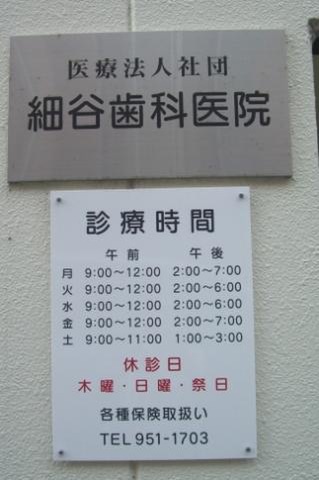 医療法人社団
細谷歯科医院
診療時間
午前 午後
月 9:00〜12:00 2:00〜7:00
火 9:00〜12:00 2:00〜6:00
水 9:00〜12:00 2:00〜6:00
金 9:00〜12:00 2:00〜7:00
土 9:00〜11:00 1:00〜3:00
休診日
木曜・日曜・祭日
各種保険取扱い
TEL 951-1703